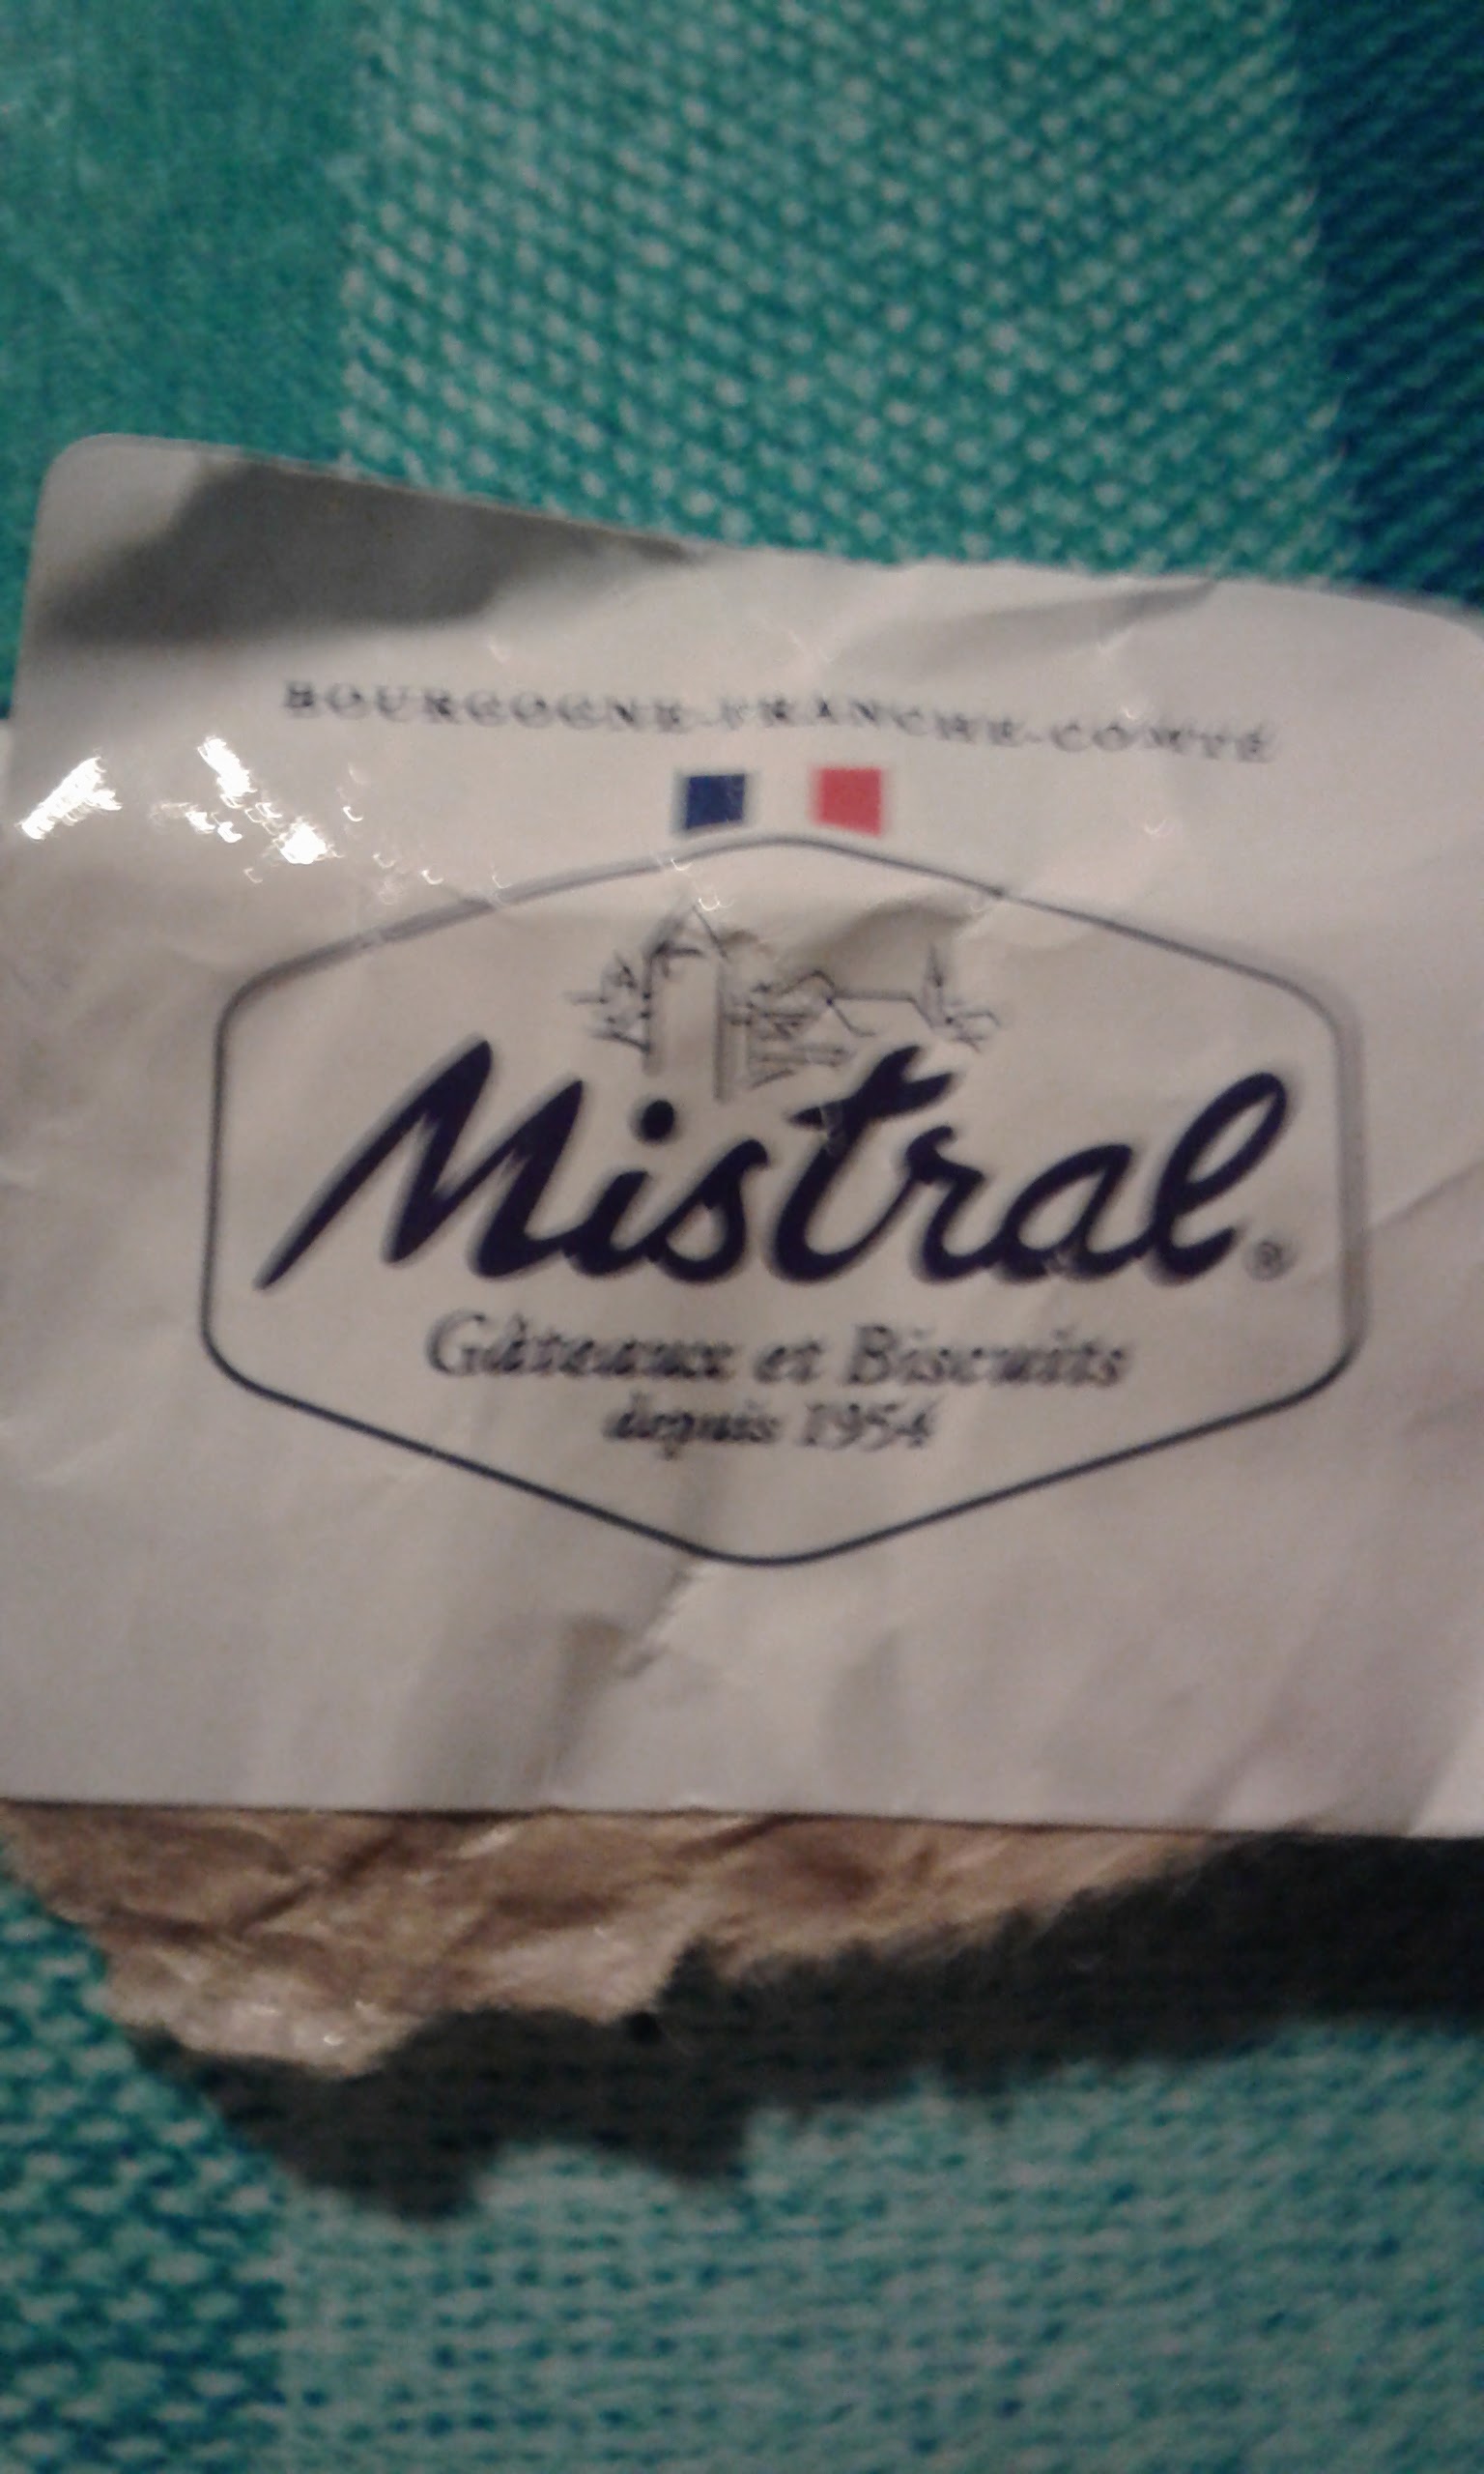 BOURGOGNE-FRANCHE-COMTÉ
Mistral®
Gâteaux et Biscuits
depuis 1954